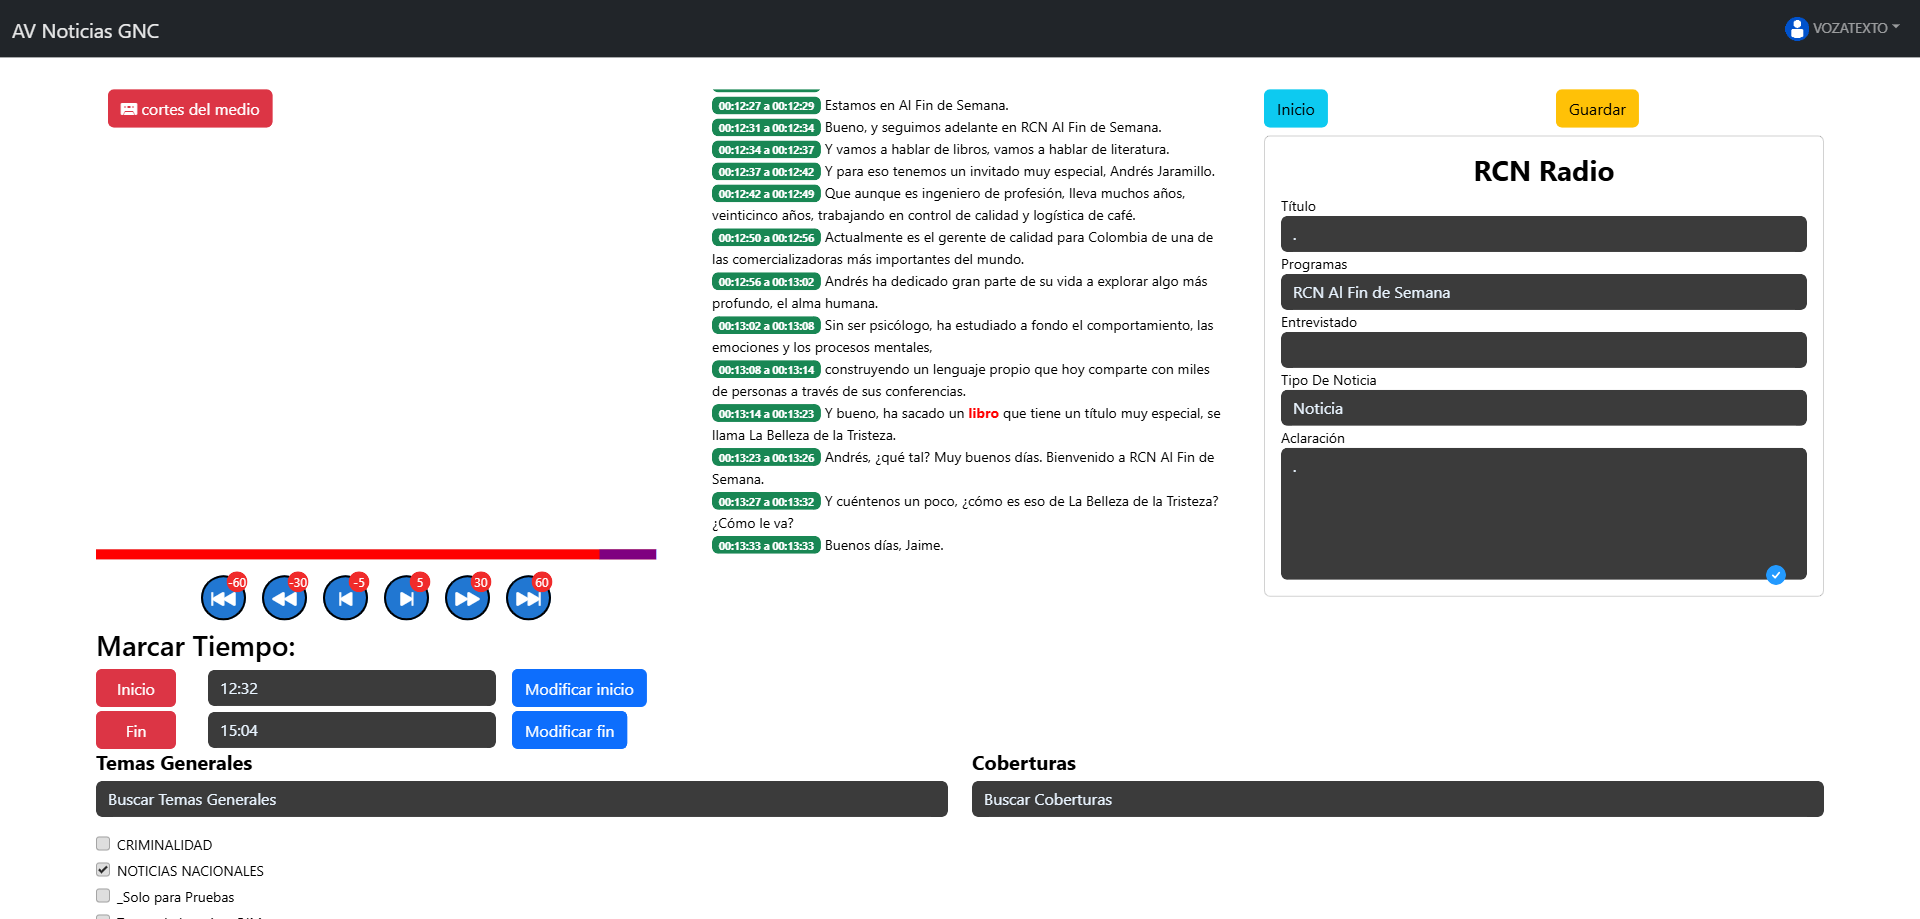 AV Noticias GNC
VOZATEXTO
cortes del medio
00:12:27 a 00:12:29 Estamos en Al Fin de Semana.
00:12:31 a 00:12:34 Bueno, y seguimos adelante en RCN Al Fin de Semana.
00:12:34 a 00:12:37 Y vamos a hablar de libros, vamos a hablar de literatura.
00:12:37 a 00:12:42 Y para eso tenemos un invitado muy especial, Andrés Jaramillo.
00:12:42 a 00:12:49 Que aunque es ingeniero de profesión, lleva muchos años,
veinticinco años, trabajando en control de calidad y logística de café.
00:12:50 a 00:12:56 Actualmente es el gerente de calidad para Colombia de una de
las comercializadoras más importantes del mundo.
00:12:56 a 00:13:02 Andrés ha dedicado gran parte de su vida a explorar algo más
profundo, el alma humana.
00:13:02 a 00:13:08 Sin ser psicólogo, ha estudiado a fondo el comportamiento, las
emociones y los procesos mentales,
00:13:08 a 00:13:14 construyendo un lenguaje propio que hoy comparte con miles
de personas a través de sus conferencias.
00:13:14 a 00:13:23 Y bueno, ha sacado un libro que tiene un título muy especial, se
llama La Belleza de la Tristeza.
00:13:23 a 00:13:26 Andrés, ¿qué tal? Muy buenos días. Bienvenido a RCN Al Fin de
Semana.
00:13:27 a 00:13:32 Y cuéntenos un poco, ¿cómo es eso de La Belleza de la Tristeza?
¿Cómo le va?
00:13:33 a 00:13:33 Buenos días, Jaime.
Inicio
Guardar
RCN Radio
Título
.
Programas
RCN Al Fin de Semana
Entrevistado
Tipo De Noticia
Noticia
Aclaración
.
-60
-30
-5
5
30
60
Marcar Tiempo:
Inicio
12:32
Modificar inicio
Fin
15:04
Modificar fin
Temas Generales
Buscar Temas Generales
Coberturas
Buscar Coberturas
CRIMINALIDAD
NOTICIAS NACIONALES
_Solo para Pruebas